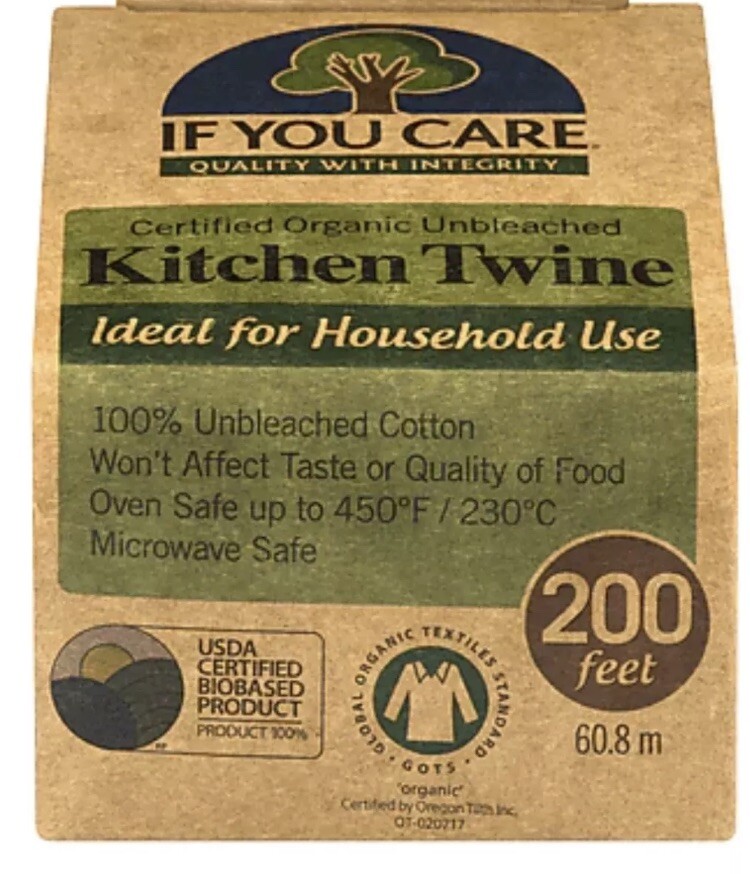 IF YOU CARE
QUALITY WITH INTEGRITY
Certified Organic Unbleached
Kitchen Twine
Ideal for Household Use
100% Unbleached Cotton
Won't Affect Taste or Quality of Food
Oven Safe up to 450°F / 230°C
Microwave Safe
200
feet
60.8 m
USDA
CERTIFIED
BIOBASED
PRODUCT
PRODUCT 100%
GLOBAL ORGANIC TEXTILES STANDARD
· GOTS ·
'organic'
Certified by Oregon Tilth Inc.
OT-020217